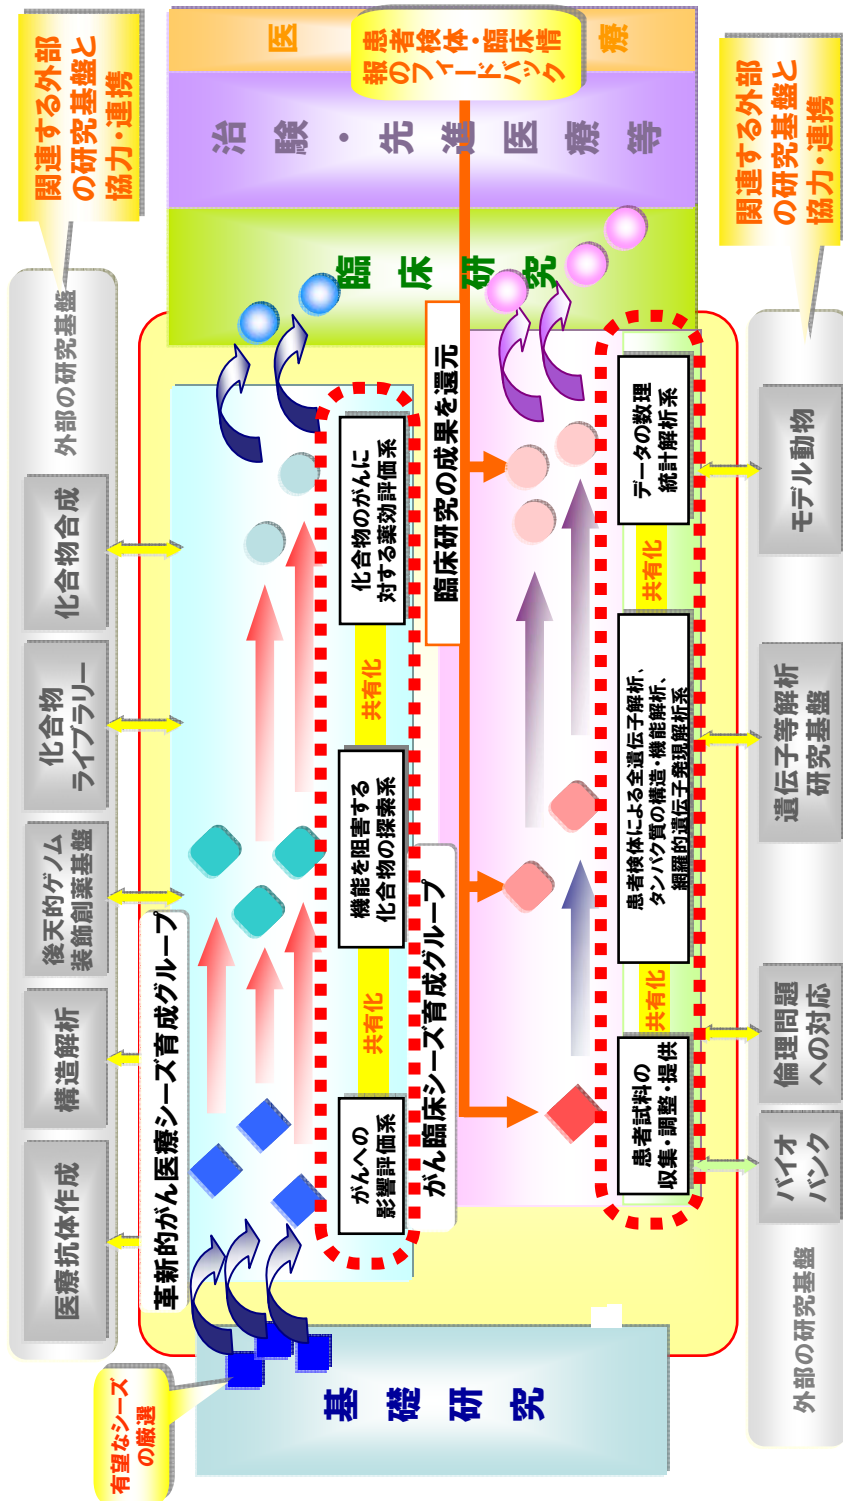 関連する外部
の研究基盤と
協力・連携
外部の研究基盤
医療抗体作成
構造解析
後天的ゲノム
装飾創薬基盤
化合物
ライブラリー
化合物合成
有望なシーズ
の厳選
基礎研究
革新的がん医療シーズ育成グループ
がんへの
影響評価系
共有化
機能を阻害する
化合物の探索系
共有化
化合物のがんに
対する薬効評価系
臨床研究の成果を還元
がん臨床シーズ育成グループ
患者試料の
収集・調整・提供
共有化
患者検体による全遺伝子解析、
タンパク質の構造・機能解析、
網羅的遺伝子発現解析系
共有化
データの数理
統計解析系
臨床研究
治験・先進医療等
医療
患者検体・臨床情
報のフィードバック
外部の研究基盤
バイオ
バンク
倫理問題
への対応
遺伝子等解析
研究基盤
モデル動物
関連する外部
の研究基盤と
協力・連携